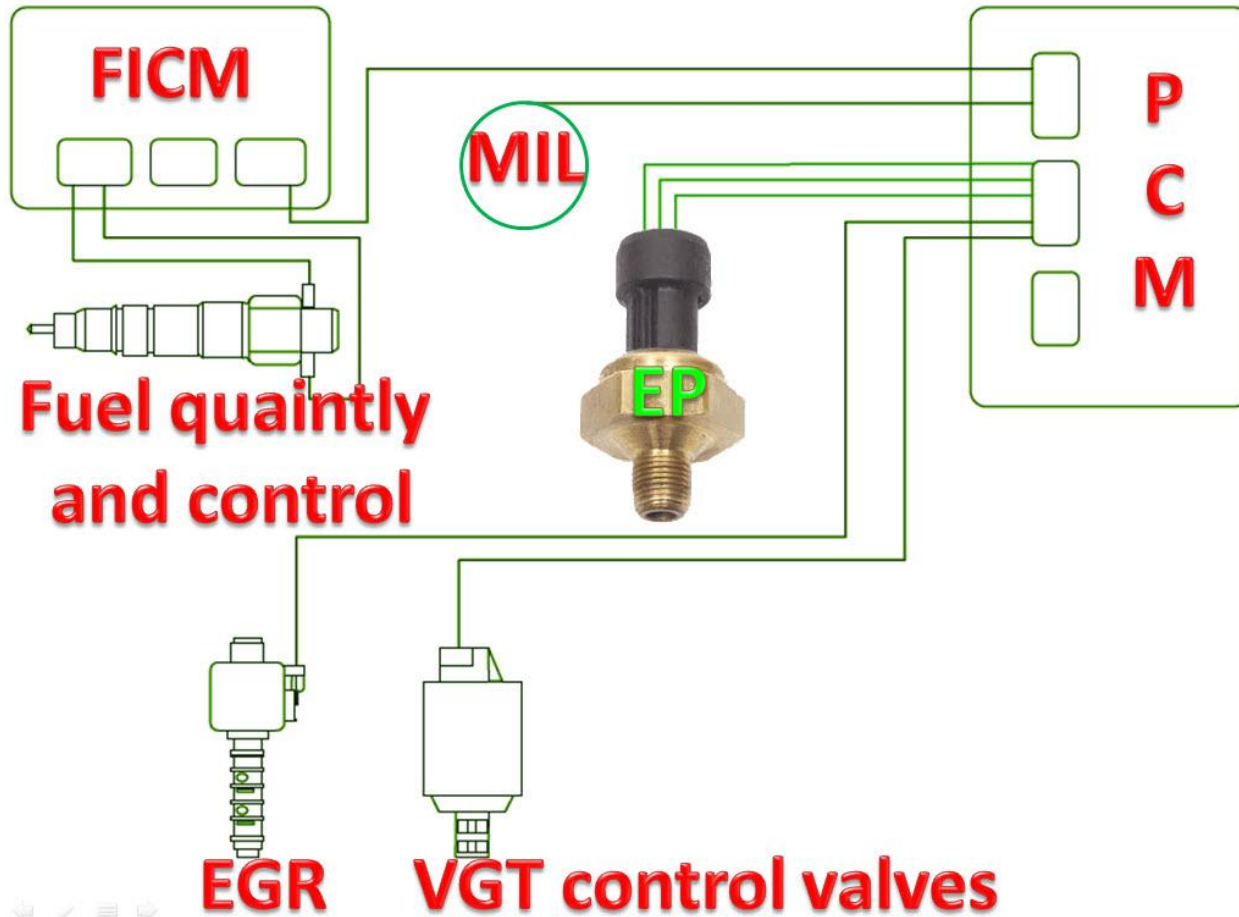 FICM
MIL
P
C
M
EP
Fuel quaintly
and control
EGR
VGT control valves